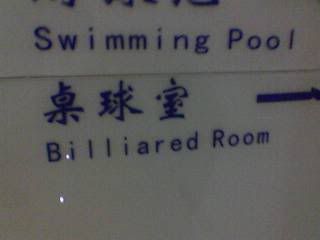 Swimming Pool
桌球室
Billiared Room